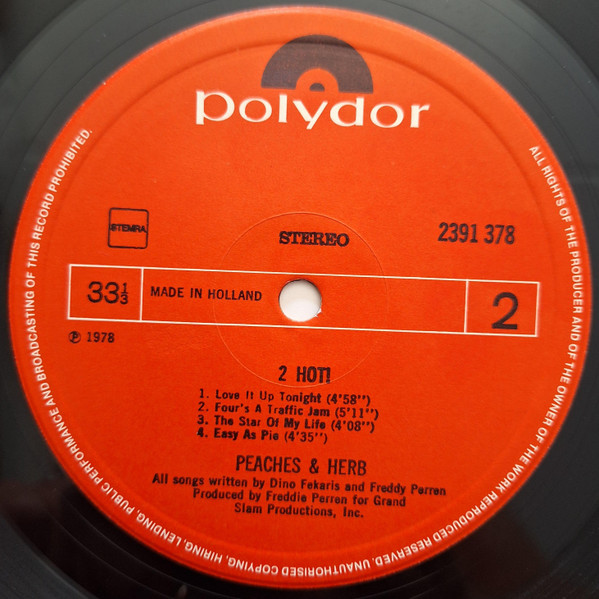 polydor
STEMRA
STEREO
2391 378
33⅓
MADE IN HOLLAND
2
℗ 1978
2 HOT!
1. Love It Up Tonight (4'58'')
2. Four's A Traffic Jam (5'11'')
3. The Star Of My Life (4'08'')
4. Easy As Pie (4'35'')
PEACHES & HERB
All songs written by Dino Fekaris and Freddy Perren
Produced by Freddie Perren for Grand
Slam Productions, Inc.
ALL RIGHTS OF THE PRODUCER AND OF THE OWNER OF THE WORK REPRODUCED RESERVED. UNAUTHORISED COPYING, HIRING, LENDING, PUBLIC PERFORMANCE AND BROADCASTING OF THIS RECORD PROHIBITED.